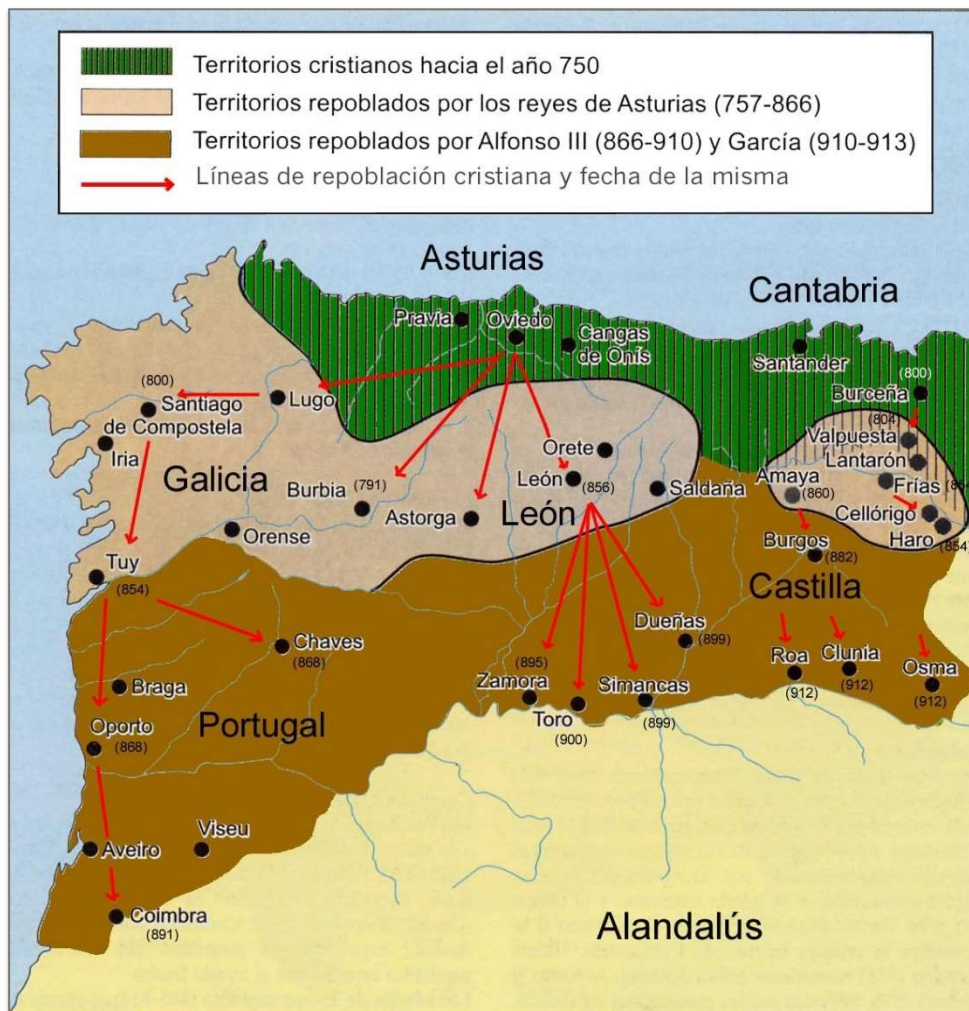 Territorios cristianos hacia el año 750
Territorios repoblados por los reyes de Asturias (757-866)
Territorios repoblados por Alfonso III (866-910) y García (910-913)
Líneas de repoblación cristiana y fecha de la misma
Asturias
Cantabria
Pravia
Oviedo
Cangas
de Onís
Santander
(800)
Burceña
(800)
Santiago
de Compostela
Lugo
(804)
Valpuesta
Iria
Orete
Lantarón
Galicia
Burbia
(791)
León
(856)
Saldaña
Amaya
(860)
Frías
Astorga
León
Cellórigo
Orense
Haro
(854
Burgos
(882)
Tuy
(854)
Castilla
Chaves
(868)
Dueñas
(899)
Braga
(895)
Zamora
Simancas
(899)
Roa
(912)
Clunia
(912)
Osma
(912)
Oporto
(868)
Portugal
Toro
(900)
Aveiro
Viseu
Coimbra
(891)
Alandalús